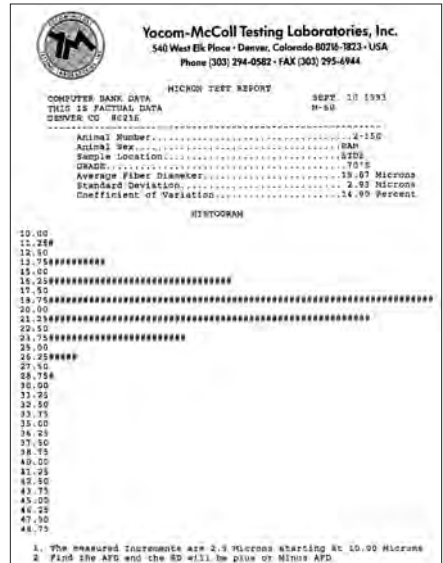 Yocom-McColl Testing Laboratories, Inc.
540 West Elk Place · Denver, Colorado 80216-1823 · USA
Phone (303) 294-0582 · FAX (303) 295-6944
MICRON TEST REPORT
COMPUTER BANK DATA SEPT. 10 1993
THIS IS FACTUAL DATA M-60
DENVER CO 80216
Animal Number 2-150
Animal Sex RAM
Sample Location SIDE
GRADE 70'S
Average Fiber Diameter 19.67 Microns
Standard Deviation 2.93 Microns
Coefficient of Variation 14.90 Percent
HISTOGRAM
10.00
11.25#
12.50
13.75##########
15.00
16.25
17.50
18.75
20.00
21.25
22.50
23.75
25.00
26.25#####
27.50
28.75#
30.00
31.25
32.50
33.75
35.00
36.25
37.50
38.75
40.00
41.25
42.50
43.75
45.00
46.25
47.50
48.75
1. The measured Increments are 2.5 Microns starting at 10.00 Microns
2 Find the AFD and the SD will be plus or Minus AFD